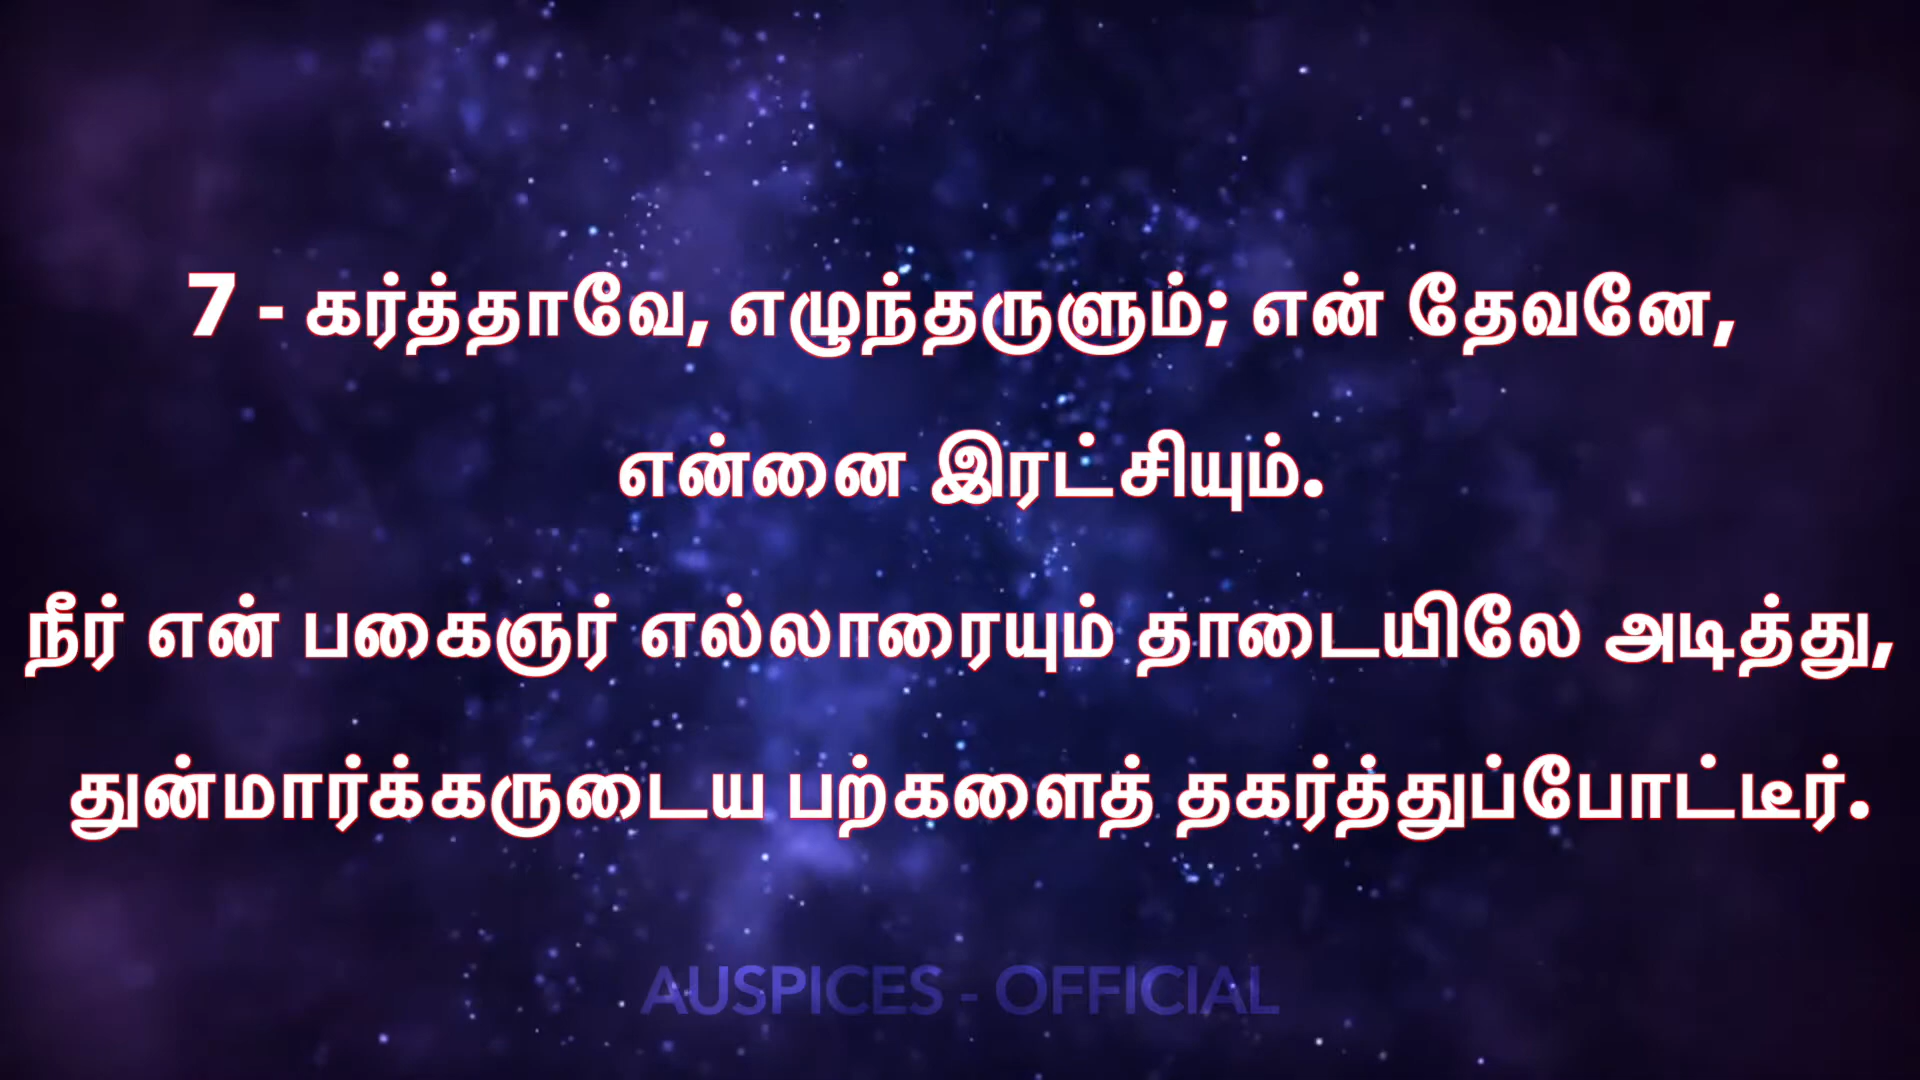 7 - கர்த்தாவே, எழுந்தருளும்; என் தேவனே,
என்னை இரட்சியும்.
நீர் என் பகைஞர் எல்லாரையும் தாடையிலே அடித்து,
துன்மார்க்கருடைய பற்களைத் தகர்த்துப்போட்டீர்.
AUSPICES - OFFICIAL